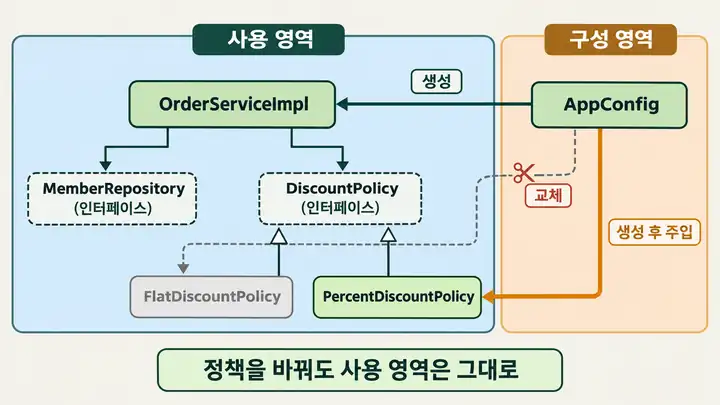 사용 영역
구성 영역
OrderServiceImpl
생성
AppConfig
MemberRepository
(인터페이스)
DiscountPolicy
(인터페이스)
교체
생성 후 주입
FlatDiscountPolicy
PercentDiscountPolicy
정책을 바꿔도 사용 영역은 그대로